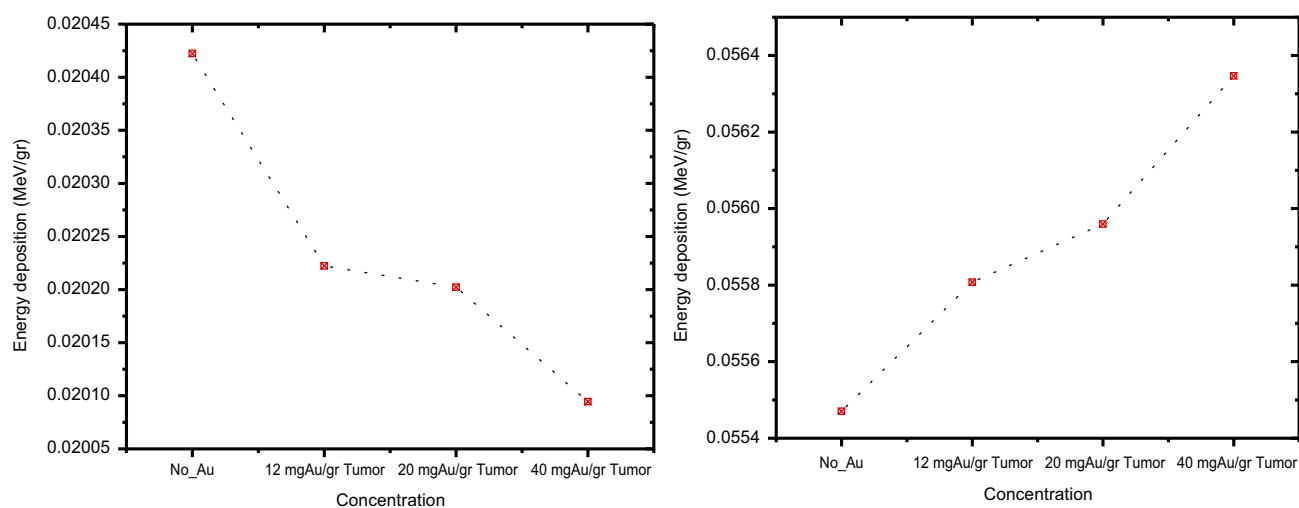 0.02045
0.02040
0.02035
0.02030
0.02025
0.02020
0.02015
0.02010
0.02005
Energy deposition (MeV/gr)
No_Au
12 mgAu/gr Tumor
20 mgAu/gr Tumor
40 mgAu/gr Tumor
Concentration
0.0564
0.0562
0.0560
0.0558
0.0556
0.0554
Energy deposition (MeV/gr)
No_Au
12 mgAu/gr Tumor
20 mgAu/gr Tumor
40 mgAu/gr Tumor
Concentration